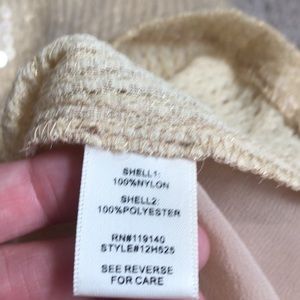 SHELL1:
100%NYLON
SHELL2:
100%POLYESTER
RN#119140
STYLE#12H525
SEE REVERSE
FOR CARE